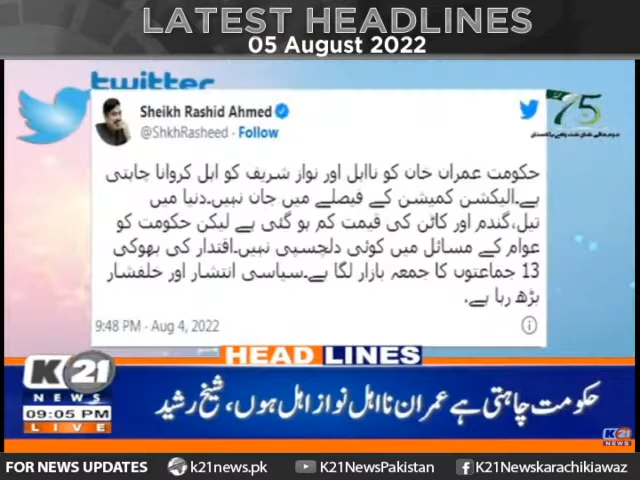 LATEST HEADLINES
05 August 2022
twitter
Sheikh Rashid Ahmed
@ShkhRasheed - Follow
75
حکومت عمران خان کو نااہل اور نواز شریف کو اہل کروانا چاہتی
ہے۔الیکشن کمیشن کے فیصلے میں جان نہیں۔دنیا میں
تیل،گندم اور کاٹن کی قیمت کم ہو گئی ہے لیکن حکومت کو
عوام کے مسائل میں کوئی دلچسپی نہیں۔اقتدار کی بھوکی
13 جماعتوں کا جمعہ بازار لگا ہے۔سیاسی انتشار اور خلفشار
بڑھ رہا ہے۔
9:48 PM - Aug 4, 2022
HEAD LINES
K21
NEWS
09:05 PM
LIVE
حکومت چاہتی ہے عمران نااہل نواز اہل ہوں، شیخ رشید
K21
NEWS
FOR NEWS UPDATES k21news.pk K21NewsPakistan K21Newskarachikiawaz